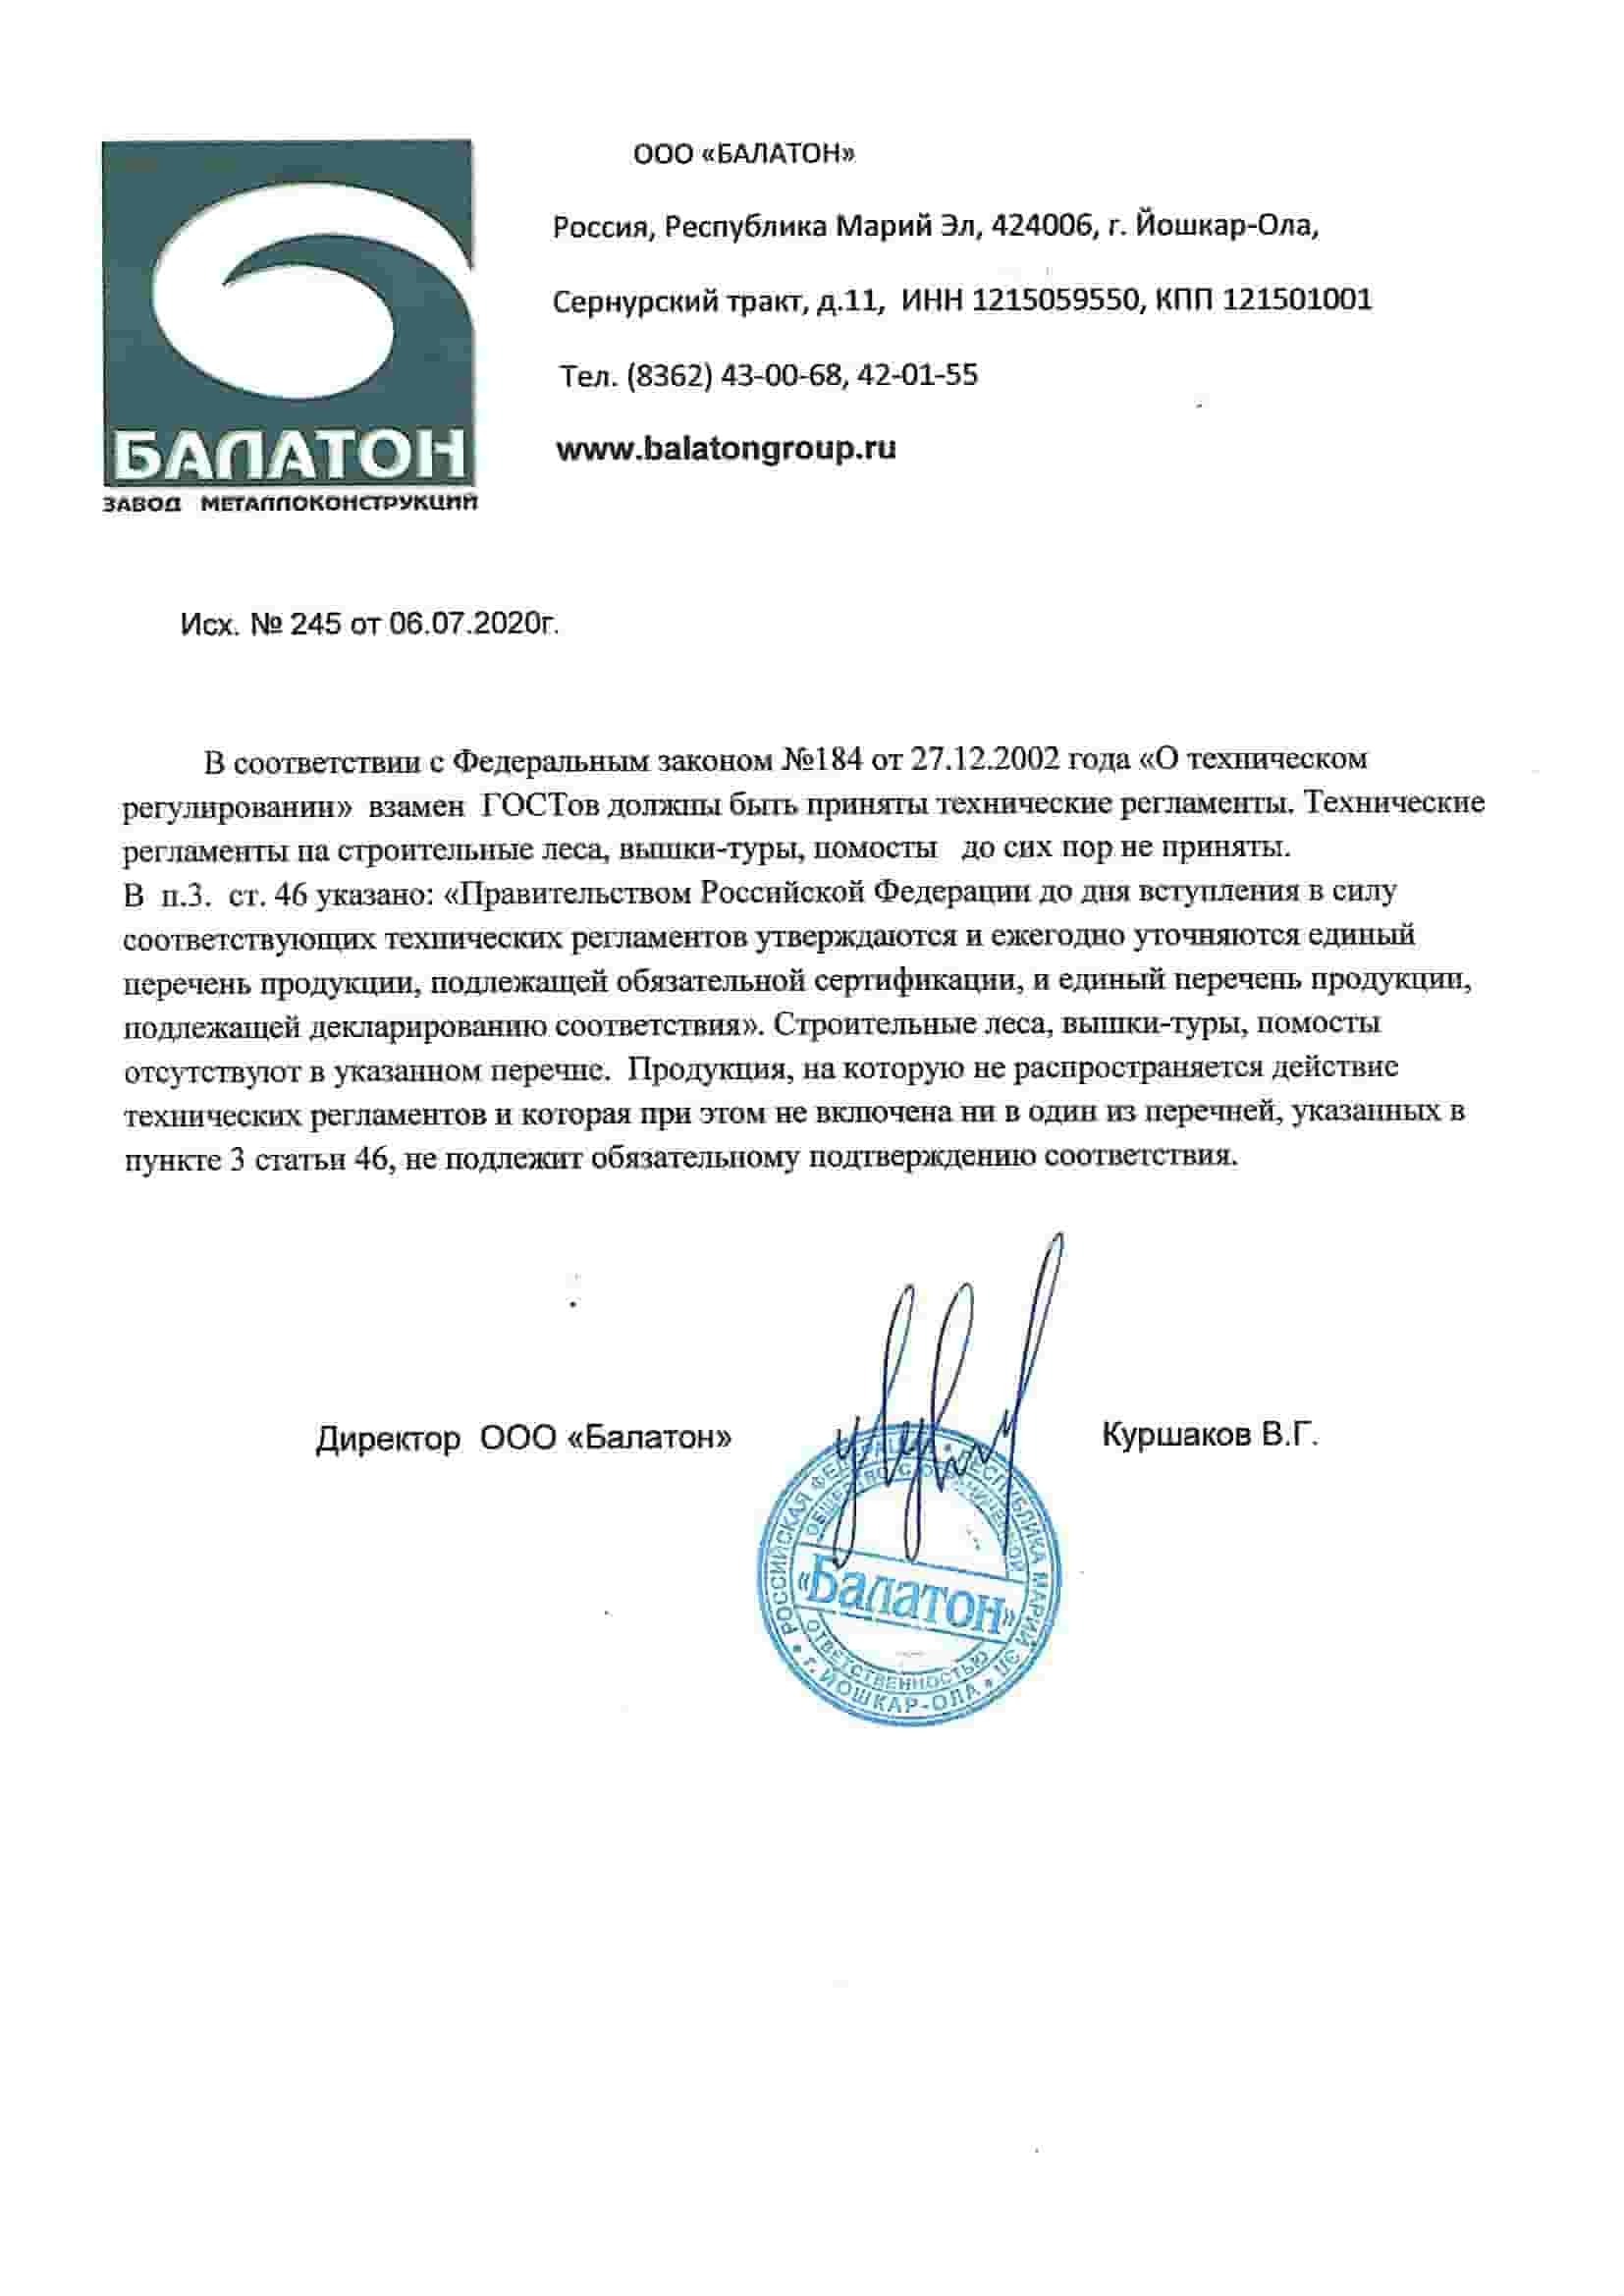 ООО «БАЛАТОН»
Россия, Республика Марий Эл, 424006, г. Йошкар-Ола,
Сернурский тракт, д.11, ИНН 1215059550, КПП 121501001
Тел. (8362) 43-00-68, 42-01-55
www.balatongroup.ru
БАЛАТОН
ЗАВОД МЕТАЛЛОКОНСТРУКЦИЙ
Исх. № 245 от 06.07.2020г.
В соответствии с Федеральным законом №184 от 27.12.2002 года «О техническом
регулировании» взамен ГОСТов должны быть приняты технические регламенты. Технические
регламенты на строительные леса, вышки-туры, помосты до сих пор не приняты.
В п.3. ст. 46 указано: «Правительством Российской Федерации до дня вступления в силу
соответствующих технических регламентов утверждаются и ежегодно уточняются единый
перечень продукции, подлежащей обязательной сертификации, и единый перечень продукции,
подлежащей декларированию соответствия». Строительные леса, вышки-туры, помосты
отсутствуют в указанном перечне. Продукция, на которую не распространяется действие
технических регламентов и которая при этом не включена ни в один из перечней, указанных в
пункте 3 статьи 46, не подлежит обязательному подтверждению соответствия.
Директор ООО «Балатон»
Куршаков В.Г.
РОССИЙСКАЯ ФЕДЕРАЦИЯ • РЕСПУБЛИКА МАРИЙ ЭЛ • г. ЙОШКАР-ОЛА •
ОБЩЕСТВО С ОГРАНИЧЕННОЙ
«Балатон»
ОТВЕТСТВЕННОСТЬЮ